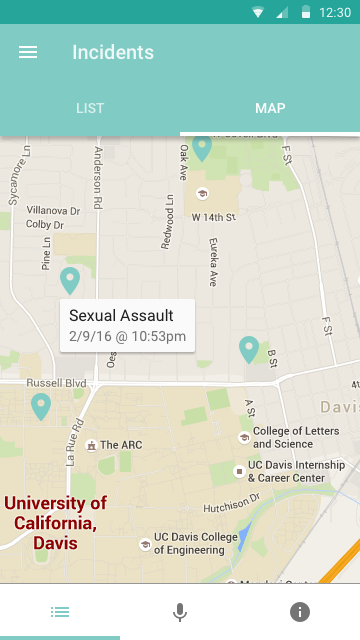 12:30
Incidents
LIST
MAP
Sycamore Ln
Anderson Rd
Oak Ave
F St
Villanova Dr
Colby Dr
Redwood Ln
W 14th St
Pine Ln
Eureka Ave
Sexual Assault
2/9/16 @ 10:53pm
F St
B St
Russell Blvd
A St
La Rue Rd
The ARC
College of Letters
and Science
UC Davis Internship
& Career Center
University of
California,
Davis
Hutchison Dr
UC Davis College
of Engineering